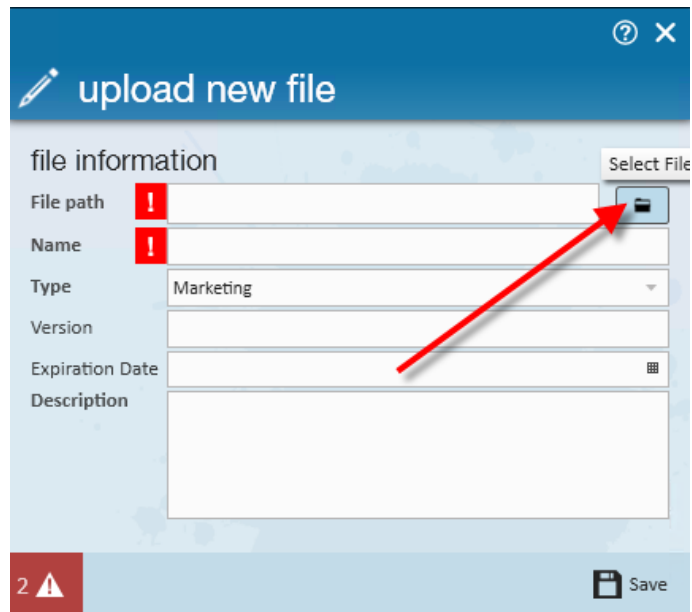 upload new file
file information
Select File
File path !
Name !
Type Marketing
Version
Expiration Date
Description
2 Save